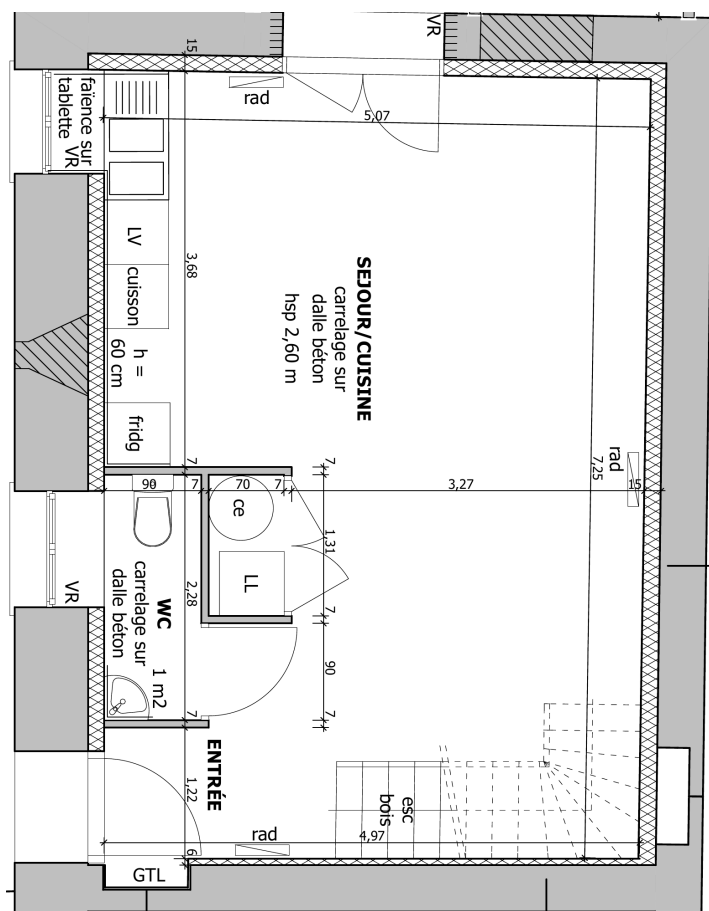 15
VR
faïence sur
tablette VR
rad
5,07
LV
cuisson
3,68
SEJOUR/CUISINE
carrelage sur
dalle béton
hsp 2,60 m
h =
60 cm
fridg
rad
7,25
7
7
90
7
70
7
3,27
15
ce
1,31
LL
2,28
VR
WC
carrelage sur
dalle béton
1 m2
7
90
7
7
ENTRÉE
1,22
esc
bois
rad
4,97
6
GTL